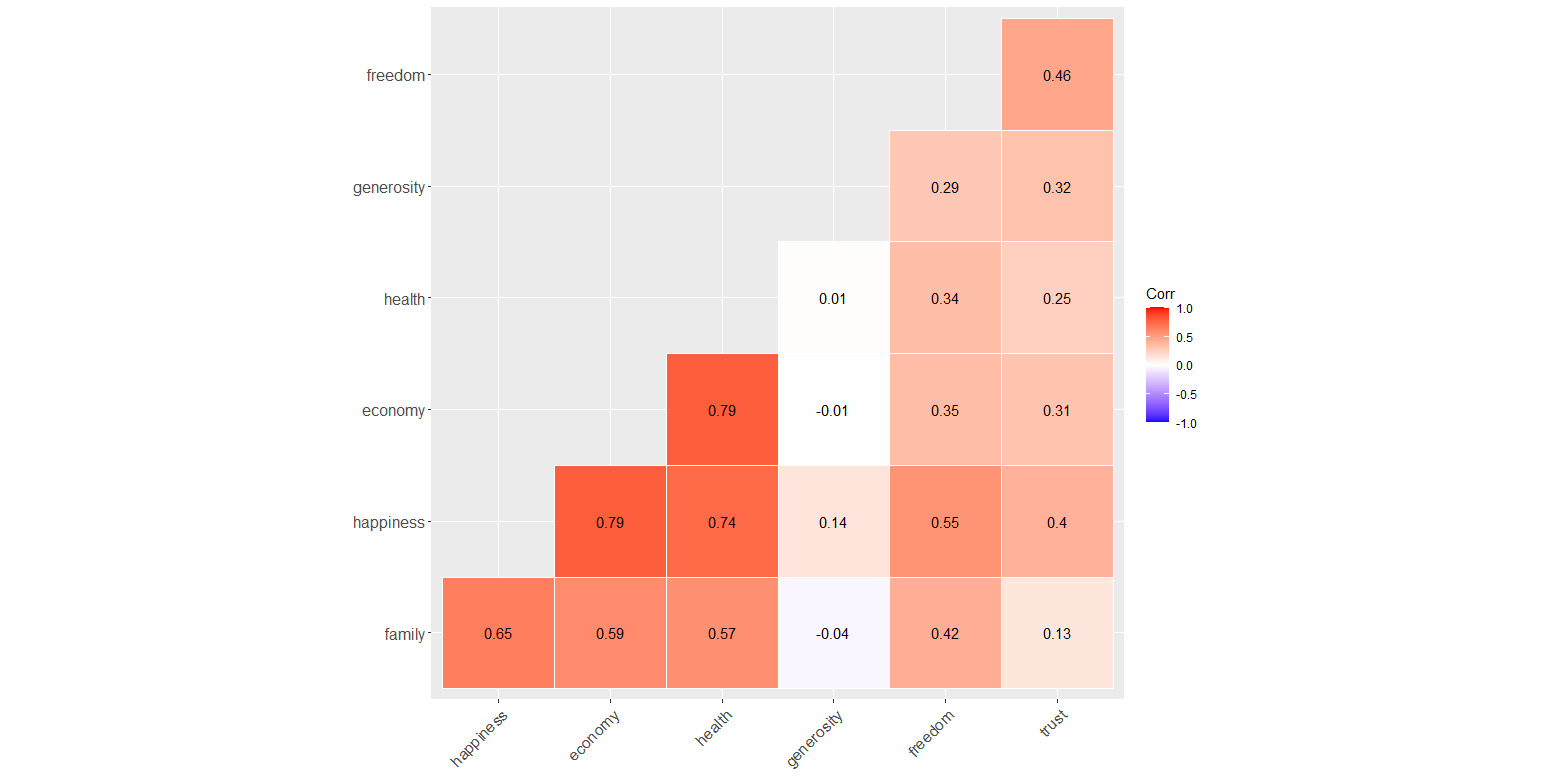 freedom 0.46
generosity 0.29 0.32
health 0.01 0.34 0.25
Corr
1.0
0.5
0.0
-0.5
-1.0
economy 0.79 -0.01 0.35 0.31
happiness 0.79 0.74 0.14 0.55 0.4
family 0.65 0.59 0.57 -0.04 0.42 0.13
happiness economy health generosity freedom trust